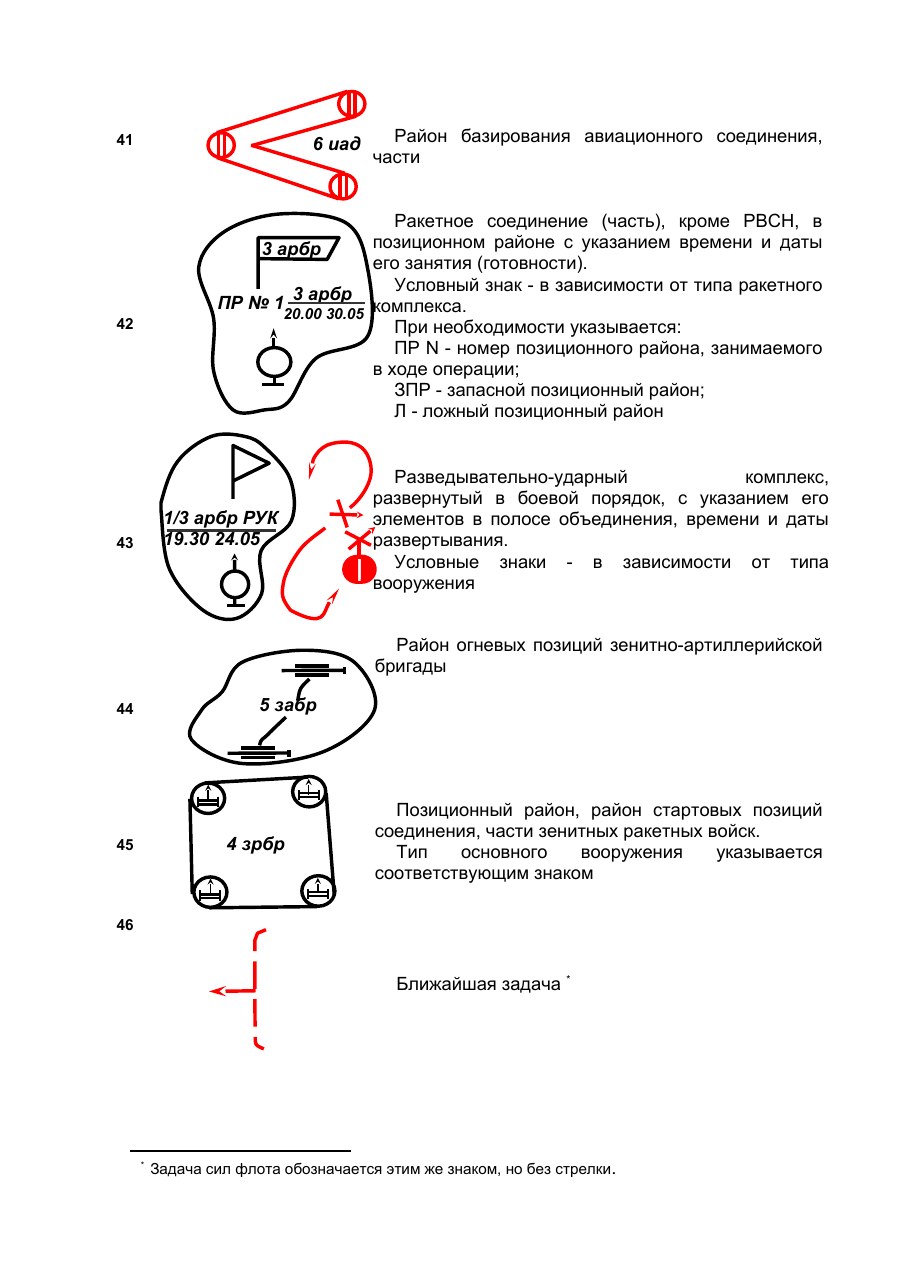 41
6 иад
Район базирования авиационного соединения,
части
42
3 арбр
ПР № 1 3 арбр
20.00 30.05
Ракетное соединение (часть), кроме РВСН, в
позиционном районе с указанием времени и даты
его занятия (готовности).
Условный знак - в зависимости от типа ракетного
комплекса.
При необходимости указывается:
ПР N - номер позиционного района, занимаемого
в ходе операции;
ЗПР - запасной позиционный район;
Л - ложный позиционный район
43
1/3 арбр РУК
19.30 24.05
Разведывательно-ударный комплекс,
развернутый в боевой порядок, с указанием его
элементов в полосе объединения, времени и даты
развертывания.
Условные знаки - в зависимости от типа
вооружения
44
5 забр
Район огневых позиций зенитно-артиллерийской
бригады
45
4 зрбр
Позиционный район, район стартовых позиций
соединения, части зенитных ракетных войск.
Тип основного вооружения указывается
соответствующим знаком
46
Ближайшая задача *
* Задача сил флота обозначается этим же знаком, но без стрелки.